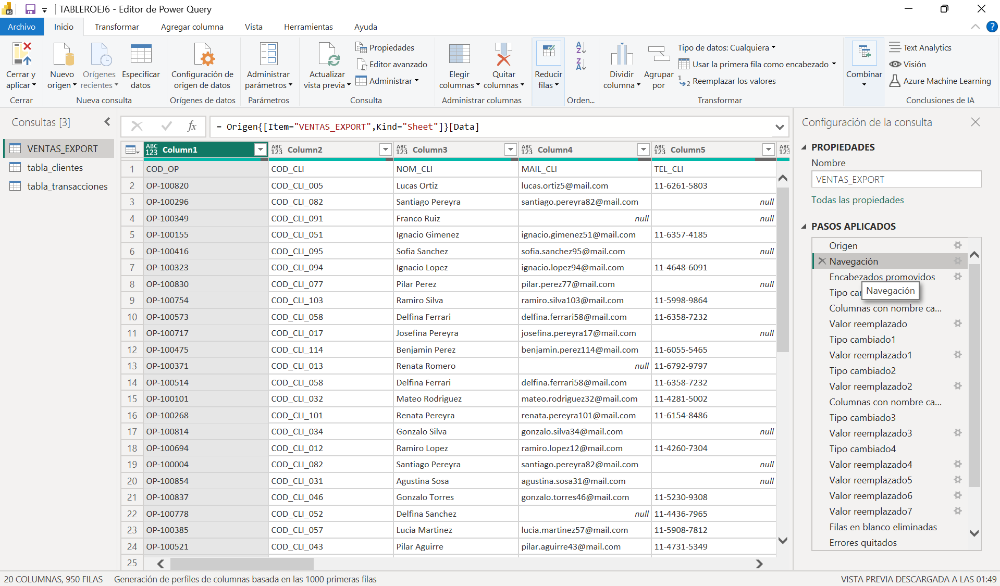 TABLEROEJ6 - Editor de Power Query
Archivo
Inicio
Transformar
Agregar columna
Vista
Herramientas
Ayuda
Cerrar y aplicar
Nuevo origen
Orígenes recientes
Especificar datos
Configuración de origen de datos
Administrar parámetros
Actualizar vista previa
Propiedades
Editor avanzado
Administrar
Elegir columnas
Quitar columnas
Reducir filas
Dividir columna
Agrupar por
Tipo de datos: Cualquiera
Usar la primera fila como encabezado
Reemplazar los valores
Combinar
Text Analytics
Visión
Azure Machine Learning
Cerrar
Nueva consulta
Orígenes de datos
Parámetros
Consulta
Administrar columnas
Orden...
Transformar
Conclusiones de IA
Consultas [3]
VENTAS_EXPORT
tabla_clientes
tabla_transacciones
fx
= Origen{[Item="VENTAS_EXPORT",Kind="Sheet"]}[Data]
ABC 123 Column1 ABC 123 Column2 ABC 123 Column3 ABC 123 Column4 ABC 123 Column5
1 COD_OP COD_CLI NOM_CLI MAIL_CLI TEL_CLI
2 OP-100820 COD_CLI_005 Lucas Ortiz lucas.ortiz5@mail.com 11-6261-5803
3 OP-100296 COD_CLI_082 Santiago Pereyra santiago.pereyra82@mail.com null
4 OP-100349 COD_CLI_091 Franco Ruiz null null
5 OP-100155 COD_CLI_051 Ignacio Gimenez ignacio.gimenez51@mail.com 11-6357-4185
6 OP-100416 COD_CLI_095 Sofia Sanchez sofia.sanchez95@mail.com null
7 OP-100323 COD_CLI_094 Ignacio Lopez ignacio.lopez94@mail.com 11-4648-6091
8 OP-100830 COD_CLI_077 Pilar Perez pilar.perez77@mail.com null
9 OP-100754 COD_CLI_103 Ramiro Silva ramiro.silva103@mail.com 11-5998-9864
10 OP-100573 COD_CLI_058 Delfina Ferrari delfina.ferrari58@mail.com 11-6358-7232
11 OP-100717 COD_CLI_017 Josefina Pereyra josefina.pereyra17@mail.com null
12 OP-100475 COD_CLI_114 Benjamin Perez benjamin.perez114@mail.com 11-6055-5465
13 OP-100371 COD_CLI_013 Renata Romero null 11-6792-9797
14 OP-100514 COD_CLI_058 Delfina Ferrari delfina.ferrari58@mail.com 11-6358-7232
15 OP-100101 COD_CLI_032 Mateo Rodriguez mateo.rodriguez32@mail.com 11-4281-5002
16 OP-100268 COD_CLI_101 Renata Pereyra renata.pereyra101@mail.com 11-6154-8486
17 OP-100814 COD_CLI_034 Gonzalo Silva gonzalo.silva34@mail.com null
18 OP-100694 COD_CLI_012 Ramiro Lopez ramiro.lopez12@mail.com 11-4260-7304
19 OP-100004 COD_CLI_082 Santiago Pereyra santiago.pereyra82@mail.com null
20 OP-100854 COD_CLI_031 Agustina Sosa agustina.sosa31@mail.com null
21 OP-100837 COD_CLI_046 Gonzalo Torres gonzalo.torres46@mail.com 11-5230-9308
22 OP-100778 COD_CLI_052 Delfina Sanchez null 11-4436-7965
23 OP-100385 COD_CLI_057 Lucia Martinez lucia.martinez57@mail.com 11-5908-7812
24 OP-100521 COD_CLI_043 Pilar Aguirre pilar.aguirre43@mail.com 11-4731-5349
25
Configuración de la consulta
PROPIEDADES
Nombre
VENTAS_EXPORT
Todas las propiedades
PASOS APLICADOS
Origen
Navegación
Encabezados promovidos
Navegación
Tipo ca
Columnas con nombre ca...
Valor reemplazado
Tipo cambiado1
Valor reemplazado1
Tipo cambiado2
Valor reemplazado2
Columnas con nombre ca...
Tipo cambiado3
Valor reemplazado3
Tipo cambiado4
Valor reemplazado4
Valor reemplazado5
Valor reemplazado6
Valor reemplazado7
Filas en blanco eliminadas
Errores quitados
20 COLUMNAS, 950 FILAS
Generación de perfiles de columnas basada en las 1000 primeras filas
VISTA PREVIA DESCARGADA A LAS 01:49